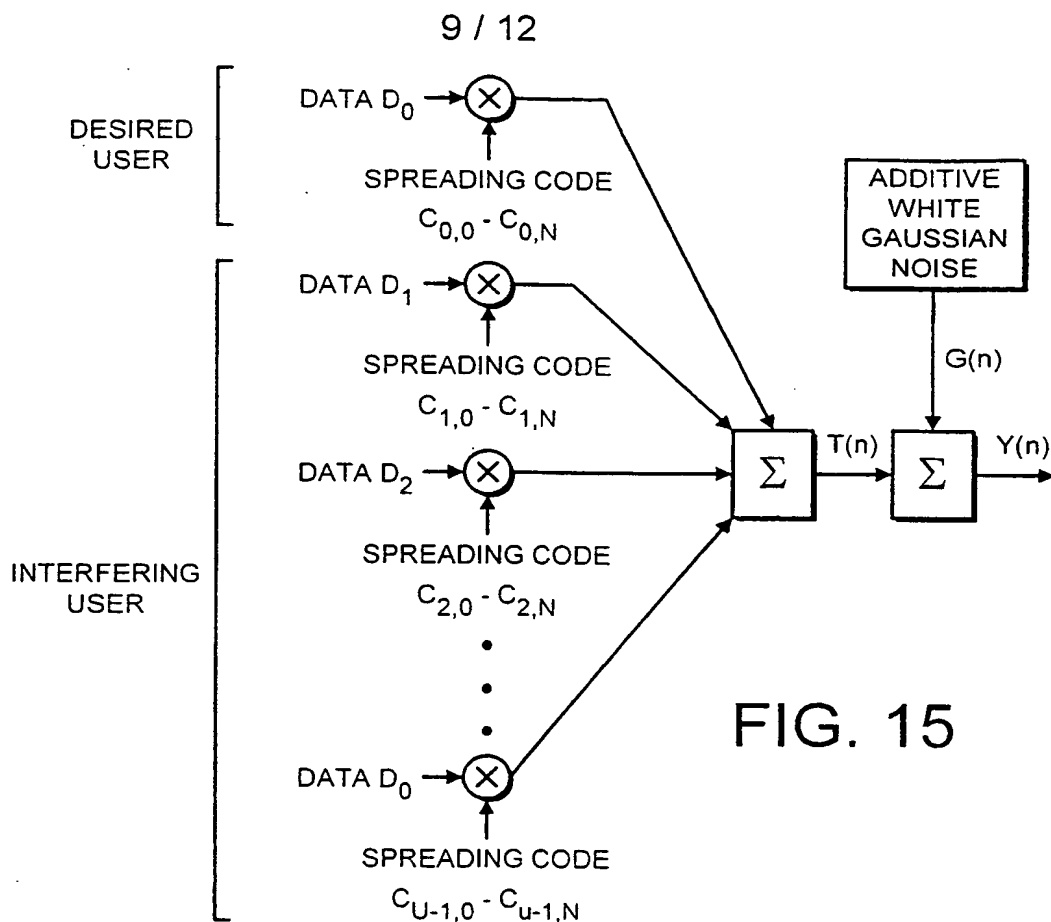 9 / 12
DESIRED
USER
DATA D0
SPREADING CODE
C0,0 - C0,N
ADDITIVE
WHITE
GAUSSIAN
NOISE
G(n)
INTERFERING
USER
DATA D1
SPREADING CODE
C1,0 - C1,N
DATA D2
SPREADING CODE
C2,0 - C2,N
Σ
T(n)
Σ
Y(n)
DATA D0
SPREADING CODE
CU-1,0 - Cu-1,N
FIG. 15